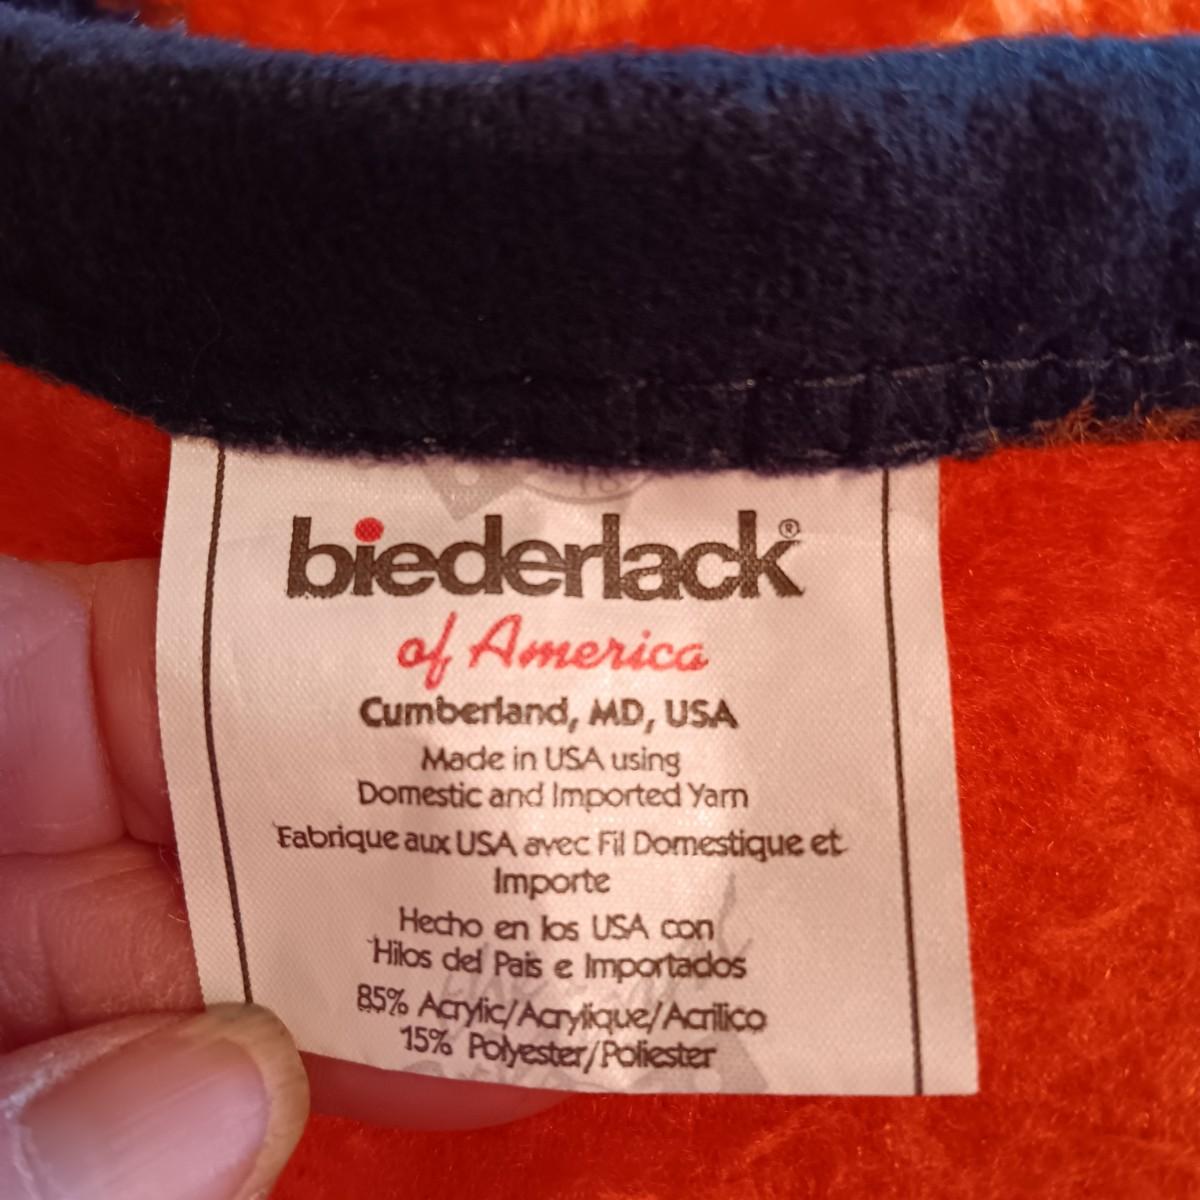 biederlack®
of America
Cumberland, MD, USA
Made in USA using
Domestic and Imported Yarn
Fabrique aux USA avec Fil Domestique et
Importe
Hecho en los USA con
Hilos del Pais e Importados
85% Acrylic/Acrylique/Acrilico
15% Polyester/Poliester